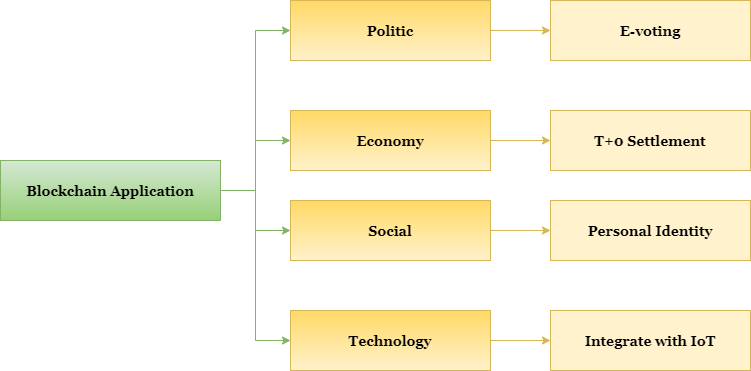 Politic
E-voting
Economy
T+0 Settlement
Blockchain Application
Social
Personal Identity
Technology
Integrate with IoT